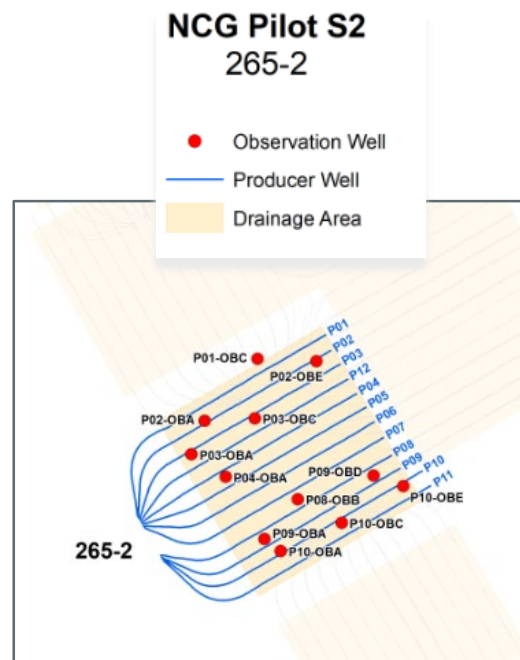 NCG Pilot S2
265-2
Observation Well
Producer Well
Drainage Area
P01
P02
P03
P12
P04
P05
P06
P07
P08
P09
P10
P11
P01-OBC
P02-OBE
P02-OBA
P03-OBC
P03-OBA
P04-OBA
P09-OBD
P08-OBB
P10-OBE
P10-OBC
P09-OBA
P10-OBA
265-2